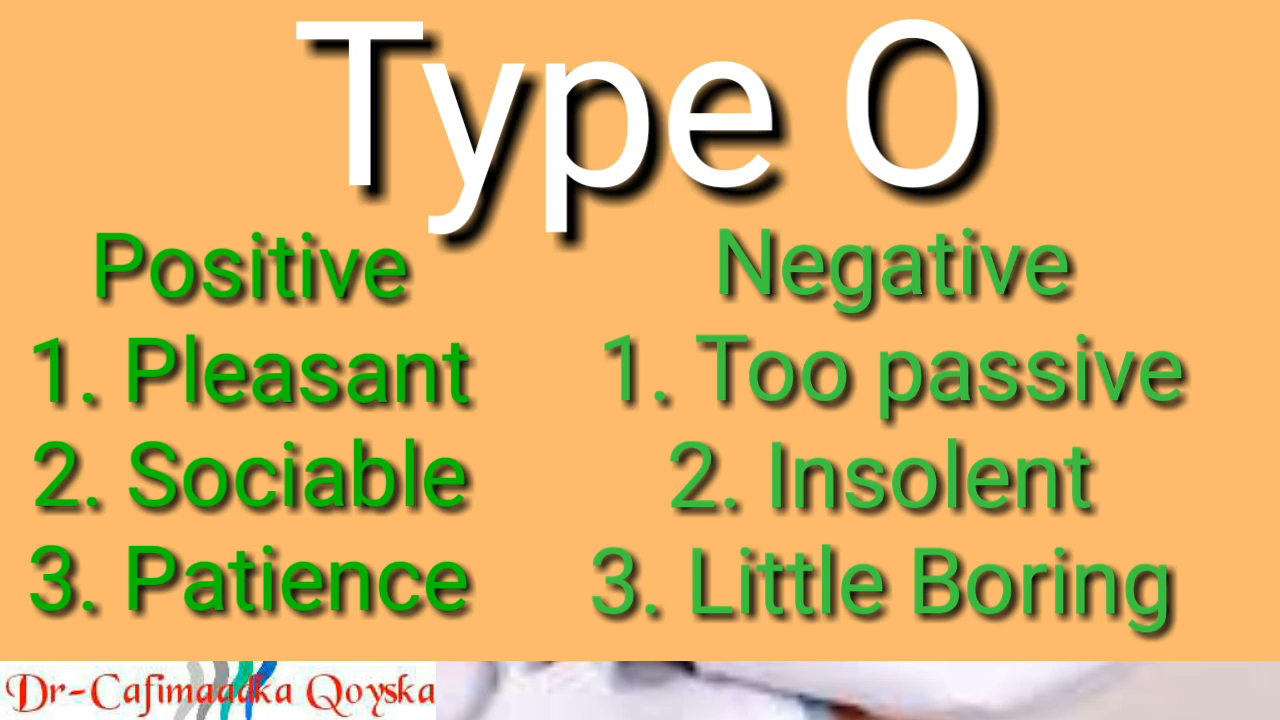 Type O
Positive
1. Pleasant
2. Sociable
3. Patience
Negative
1. Too passive
2. Insolent
3. Little Boring
Dr-Cafimaadka Qoyska